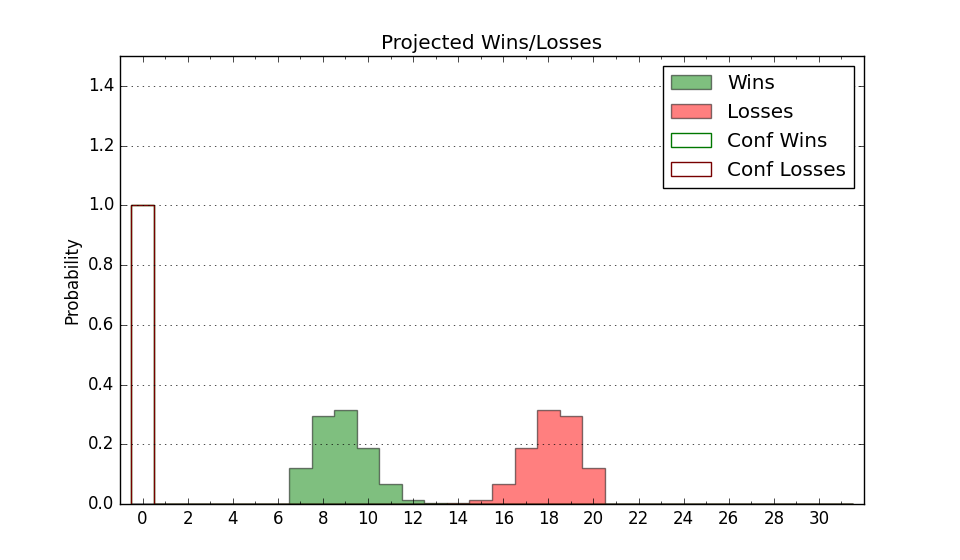 Projected Wins/Losses
Wins
Losses
Conf Wins
Conf Losses
Probability
1.4
1.2
1.0
0.8
0.6
0.4
0.2
0.0
0 2 4 6 8 10 12 14 16 18 20 22 24 26 28 30